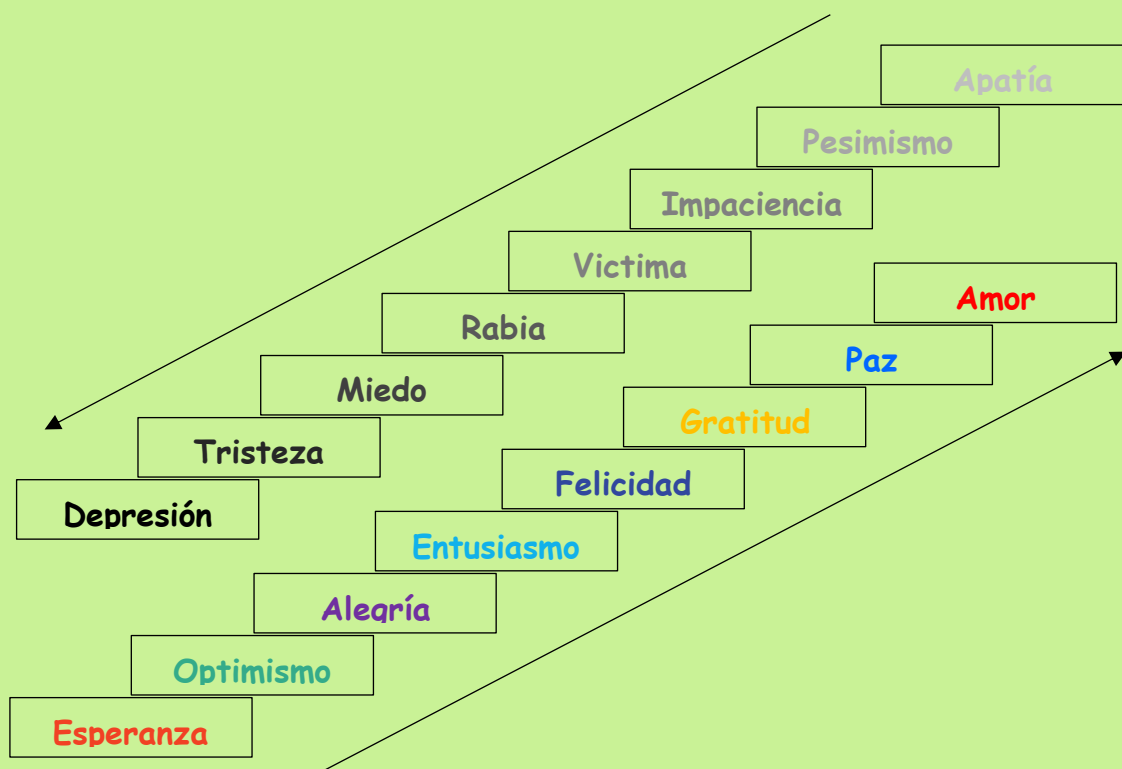 Apatía
Pesimismo
Impaciencia
Victima
Rabia
Miedo
Tristeza
Depresión
Amor
Paz
Gratitud
Felicidad
Entusiasmo
Alegría
Optimismo
Esperanza